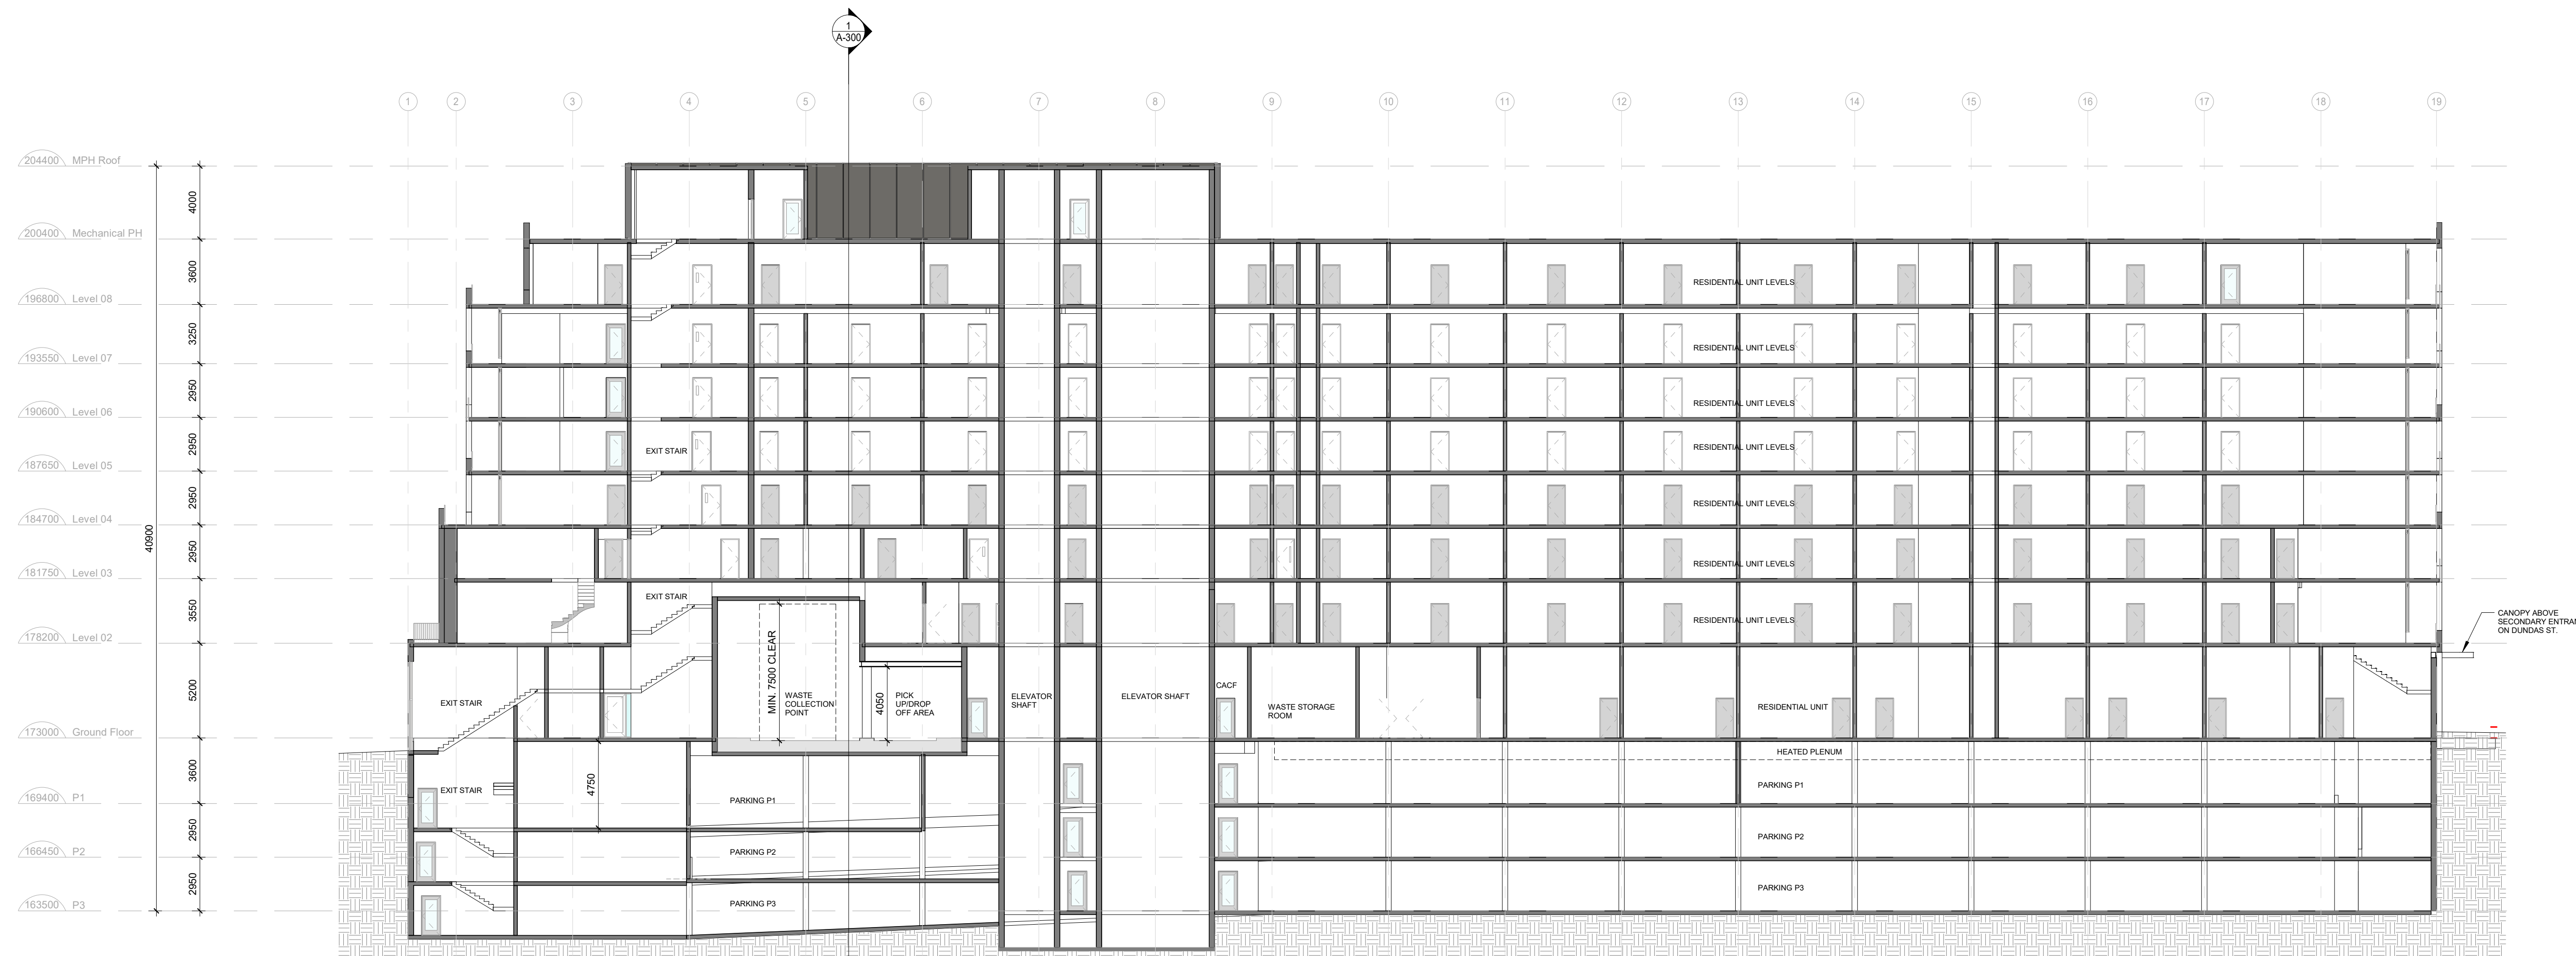 1
A-300
1 2 3 4 5 6 7 8 9 10 11 12 13 14 15 16 17 18 19
204400 MPH Roof
4000
200400 Mechanical PH
3600
RESIDENTIAL UNIT LEVELS
196800 Level 08
3250
RESIDENTIAL UNIT LEVELS
193550 Level 07
2950
RESIDENTIAL UNIT LEVELS
190600 Level 06
2950
EXIT STAIR
RESIDENTIAL UNIT LEVELS
187650 Level 05
2950
RESIDENTIAL UNIT LEVELS
184700 Level 04
40900
2950
RESIDENTIAL UNIT LEVELS
181750 Level 03
3550
EXIT STAIR
RESIDENTIAL UNIT LEVELS
CANOPY ABOVE
SECONDARY ENTRAN
ON DUNDAS ST.
178200 Level 02
5200
EXIT STAIR
MIN. 7500 CLEAR
WASTE
COLLECTION
POINT
4050
PICK
UP/DROP
OFF AREA
ELEVATOR
SHAFT
ELEVATOR SHAFT
CACF
WASTE STORAGE
ROOM
RESIDENTIAL UNIT
173000 Ground Floor
HEATED PLENUM
3600
4750
EXIT STAIR
PARKING P1
PARKING P1
169400 P1
2950
PARKING P2
PARKING P2
166450 P2
2950
PARKING P3
PARKING P3
163500 P3